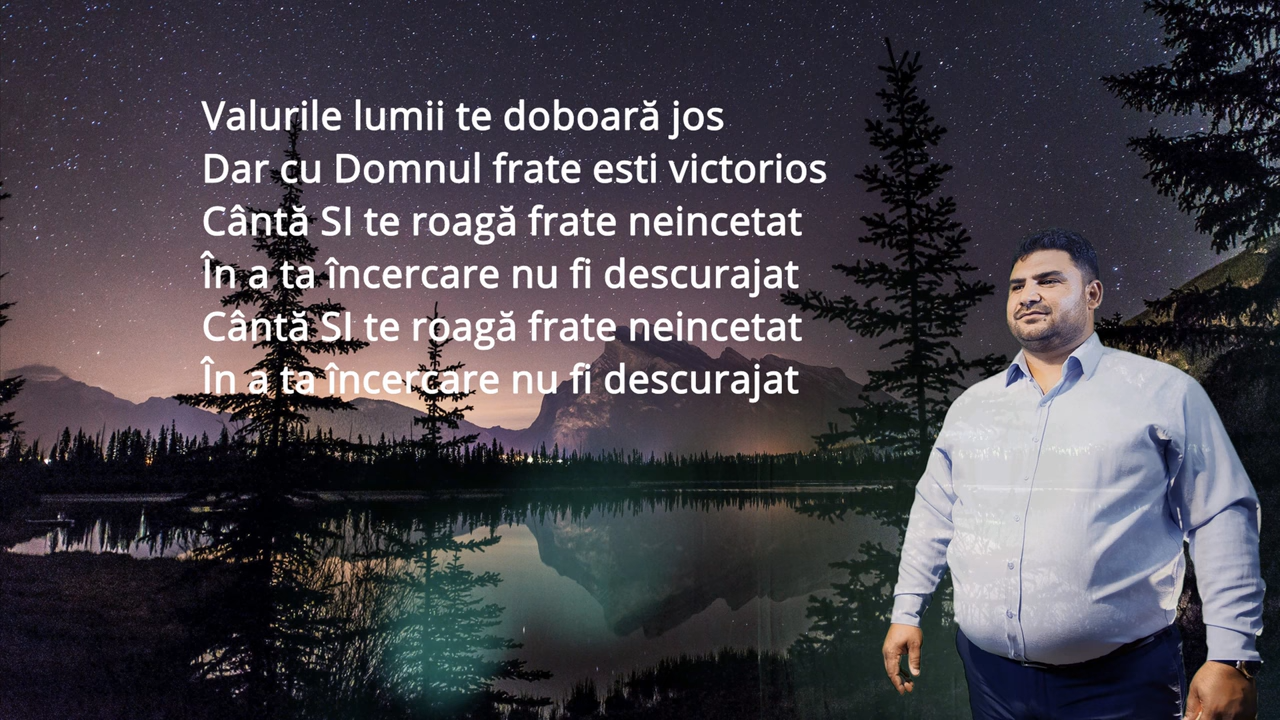 Valurile lumii te doboară jos
Dar cu Domnul frate esti victorios
Cântă SI te roagă frate neincetat
În a ta încercare nu fi descurajat
Cântă SI te roagă frate neincetat
În a ta încercare nu fi descurajat